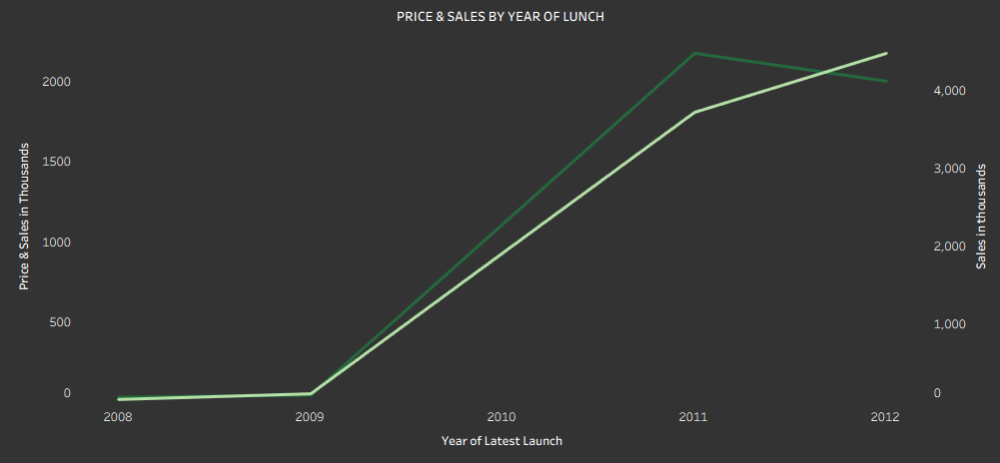 PRICE & SALES BY YEAR OF LUNCH
Price & Sales in Thousands
2000
1500
1000
500
0
4,000
3,000
2,000
1,000
0
Sales in thousands
2008 2009 2010 2011 2012
Year of Latest Launch